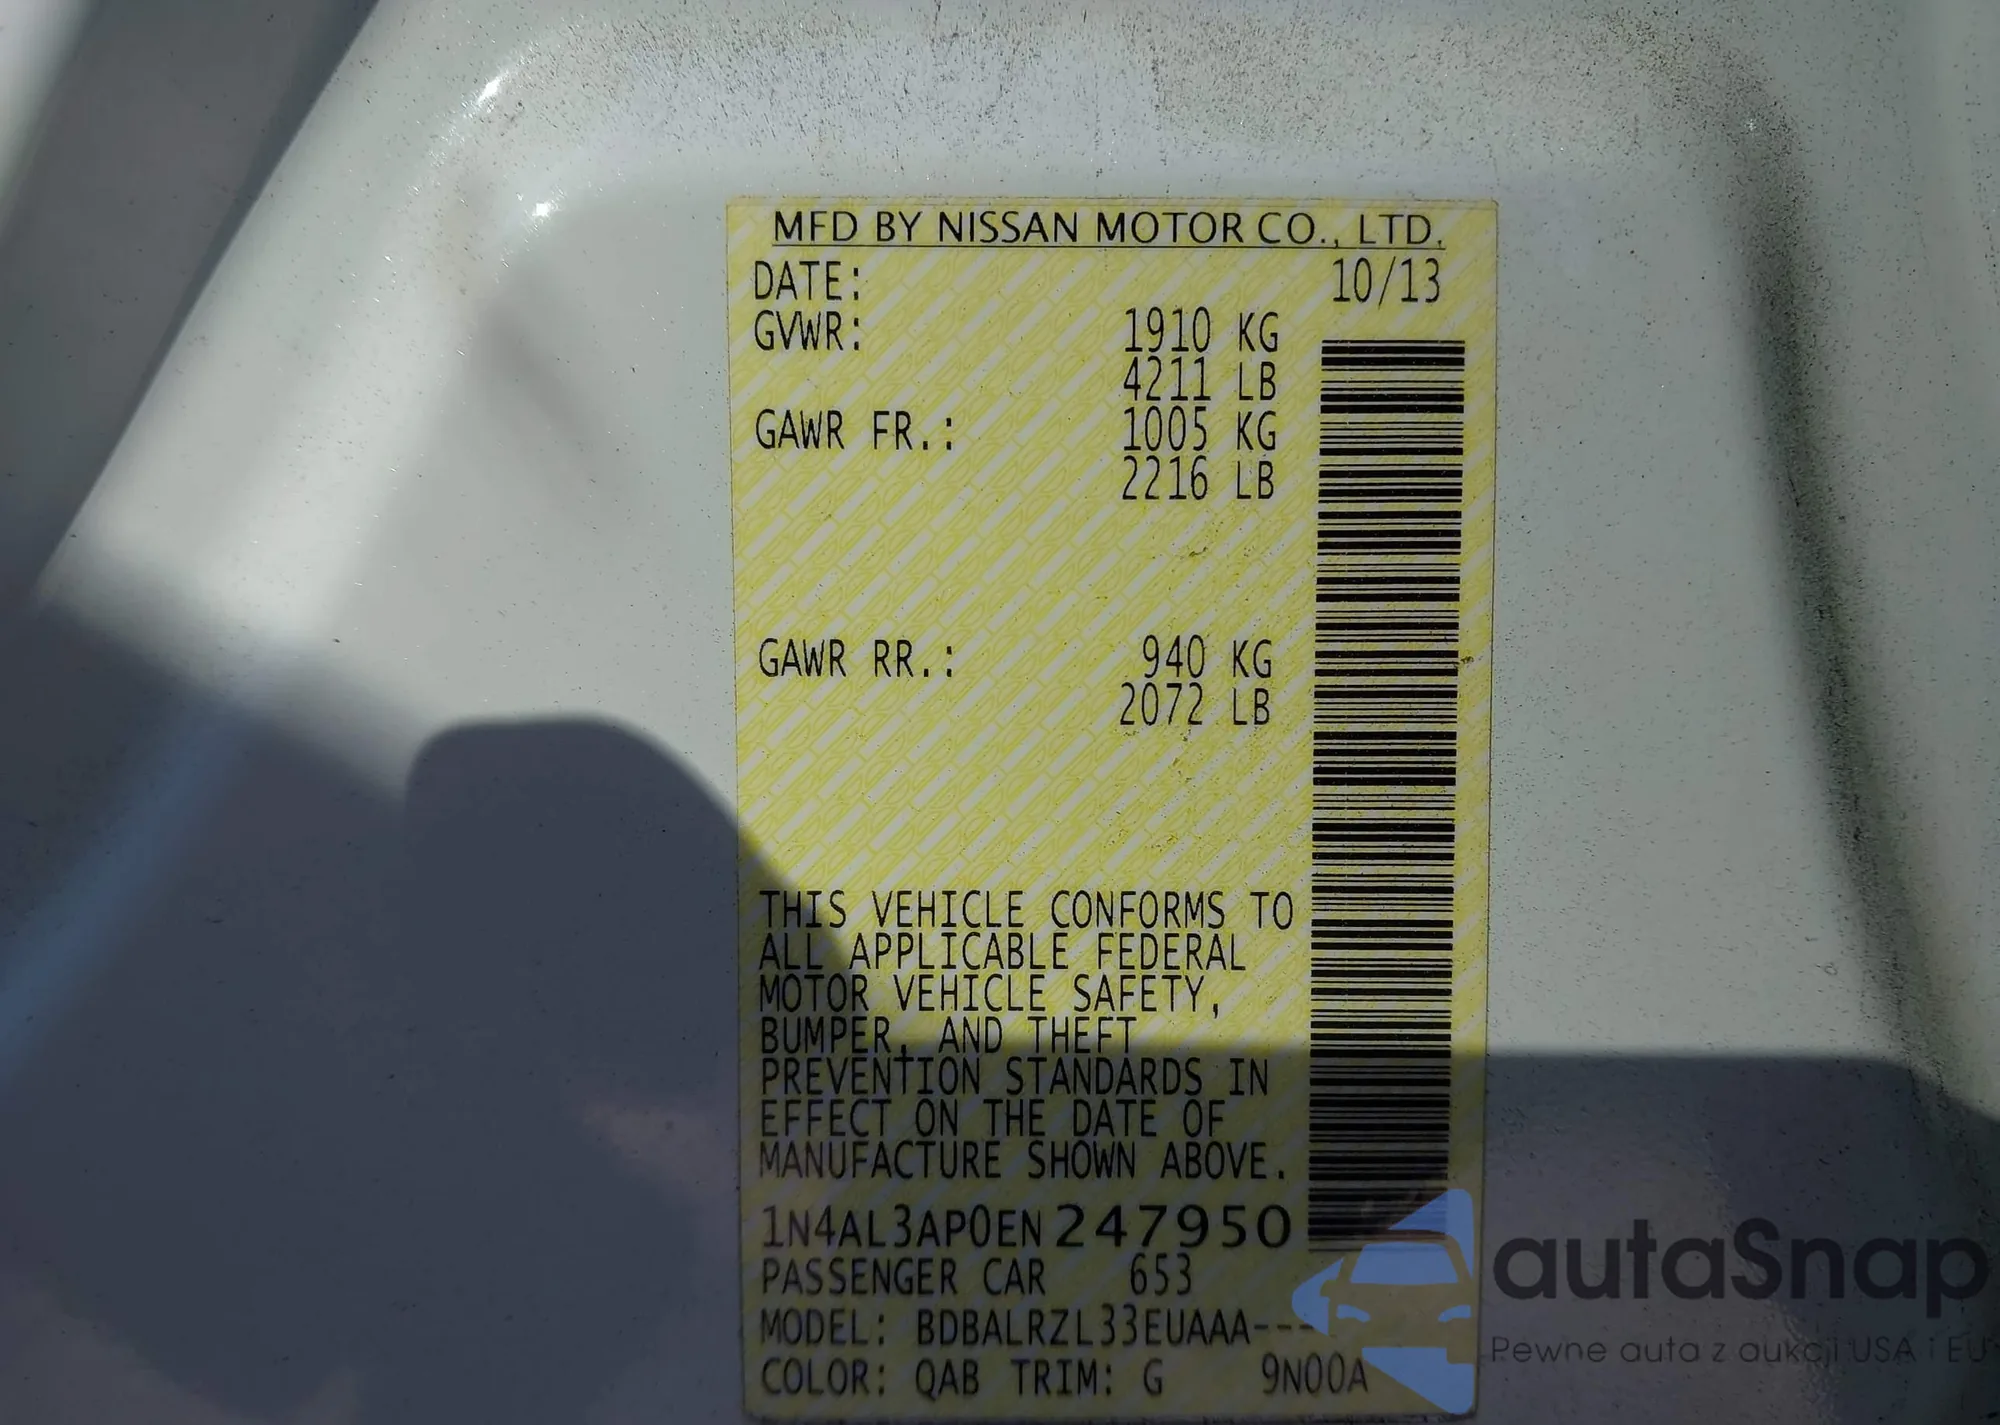 MFD BY NISSAN MOTOR CO., LTD.
DATE: 10/13
GVWR: 1910 KG
4211 LB
GAWR FR.: 1005 KG
2216 LB
GAWR RR.: 940 KG
2072 LB
THIS VEHICLE CONFORMS TO
ALL APPLICABLE FEDERAL
MOTOR VEHICLE SAFETY,
BUMPER, AND THEFT
PREVENTION STANDARDS IN
EFFECT ON THE DATE OF
MANUFACTURE SHOWN ABOVE.
1N4AL3AP0EN247950
PASSENGER CAR 653
MODEL: BDBALRZL33EUAAA----
COLOR: QAB TRIM: G 9N00A
autaSnap
Pewne auta z aukcji USA i EU